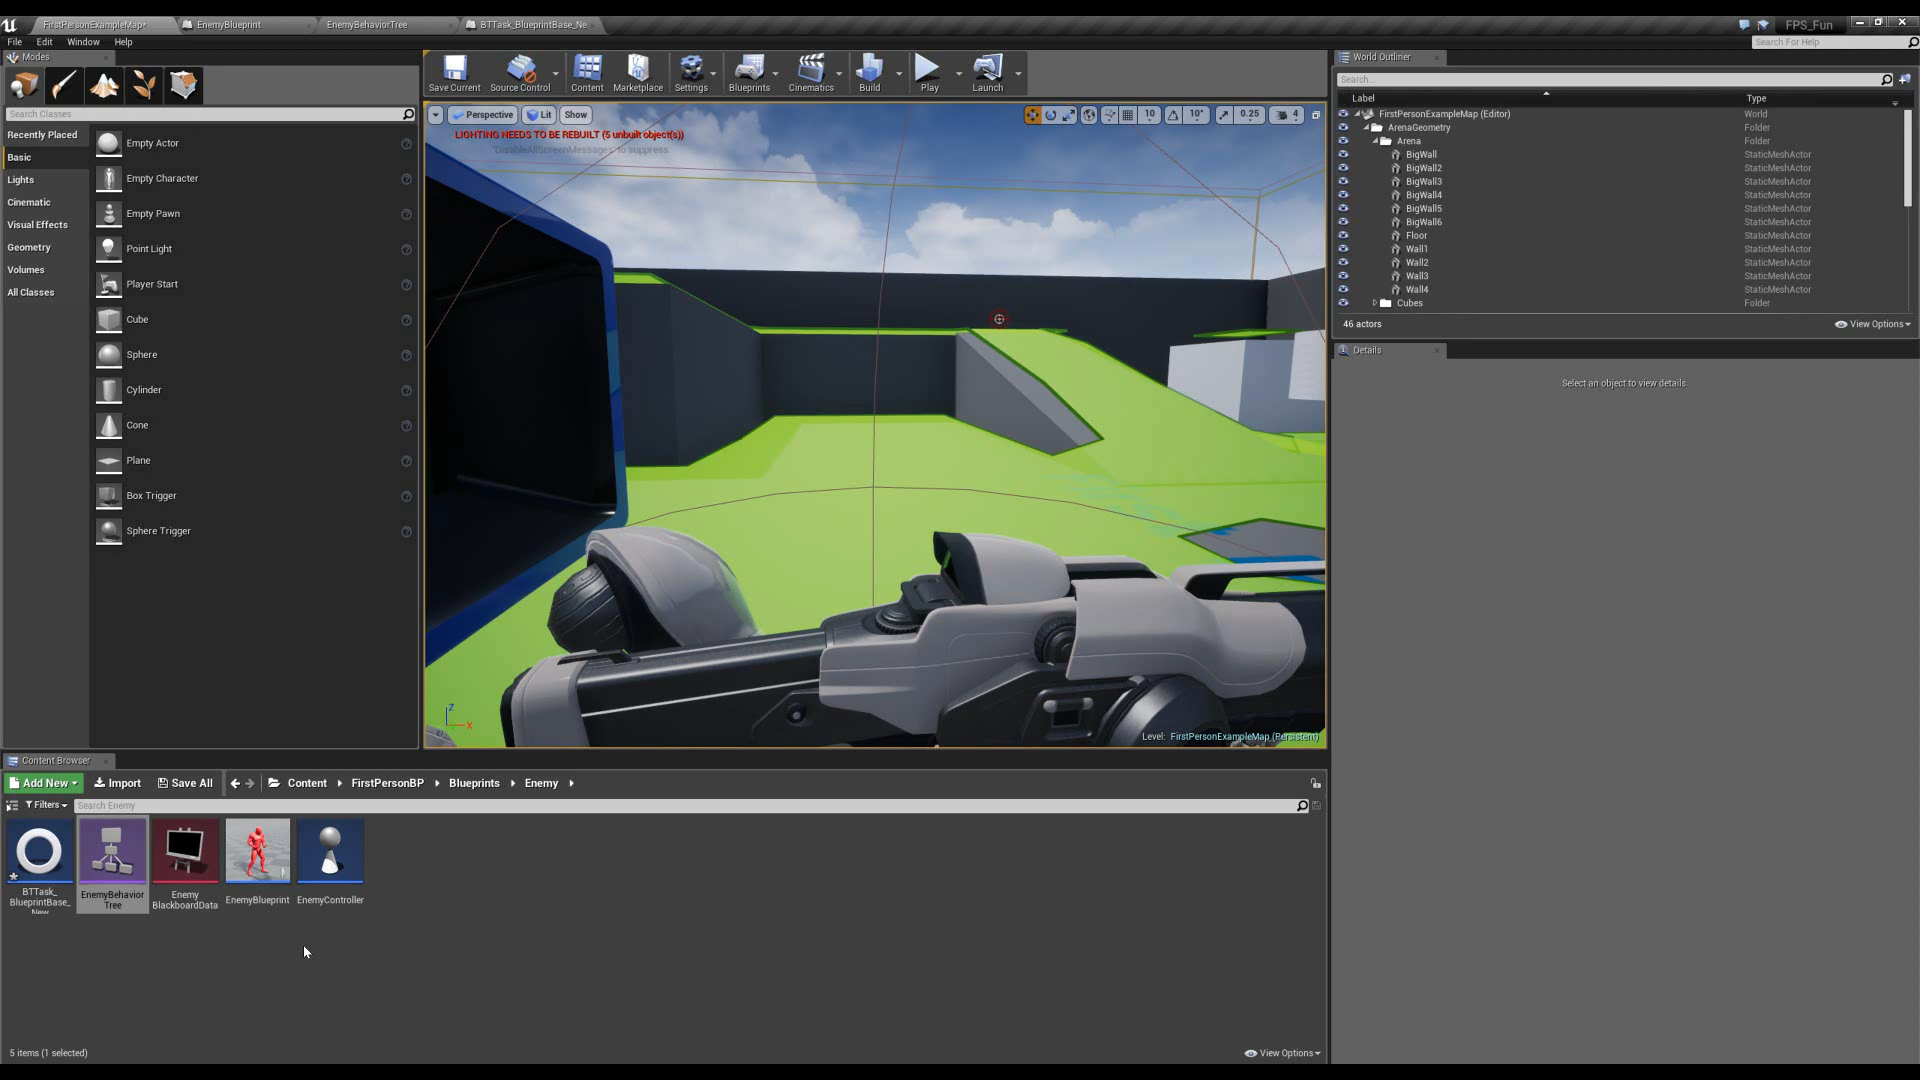 FirstPersonExampleMap*
EnemyBlueprint
EnemyBehaviorTree
BTTask_BlueprintBase_Ne
FPS_Fun
File
Edit
Window
Help
Search For Help
Modes
Search Classes
Recently Placed
Basic
Lights
Cinematic
Visual Effects
Geometry
Volumes
All Classes
Empty Actor
Empty Character
Empty Pawn
Point Light
Player Start
Cube
Sphere
Cylinder
Cone
Plane
Box Trigger
Sphere Trigger
Save Current
Source Control
Content
Marketplace
Settings
Blueprints
Cinematics
Build
Play
Launch
Perspective
Lit
Show
10
10°
0.25
4
LIGHTING NEEDS TO BE REBUILT (5 unbuilt object(s))
'DisableAllScreenMessages' to suppress
Z
X
Level: FirstPersonExampleMap (Persistent)
World Outliner
Search...
Label Type
FirstPersonExampleMap (Editor) World
ArenaGeometry Folder
Arena Folder
BigWall StaticMeshActor
BigWall2 StaticMeshActor
BigWall3 StaticMeshActor
BigWall4 StaticMeshActor
BigWall5 StaticMeshActor
BigWall6 StaticMeshActor
Floor StaticMeshActor
Wall1 StaticMeshActor
Wall2 StaticMeshActor
Wall3 StaticMeshActor
Wall4 StaticMeshActor
Cubes Folder
46 actors
View Options
Details
Select an object to view details
Content Browser
Add New
Import
Save All
Content
FirstPersonBP
Blueprints
Enemy
Filters
Search Enemy
BTTask_
BlueprintBase_
New
EnemyBehavior
Tree
Enemy
BlackboardData
EnemyBlueprint
EnemyController
5 items (1 selected)
View Options